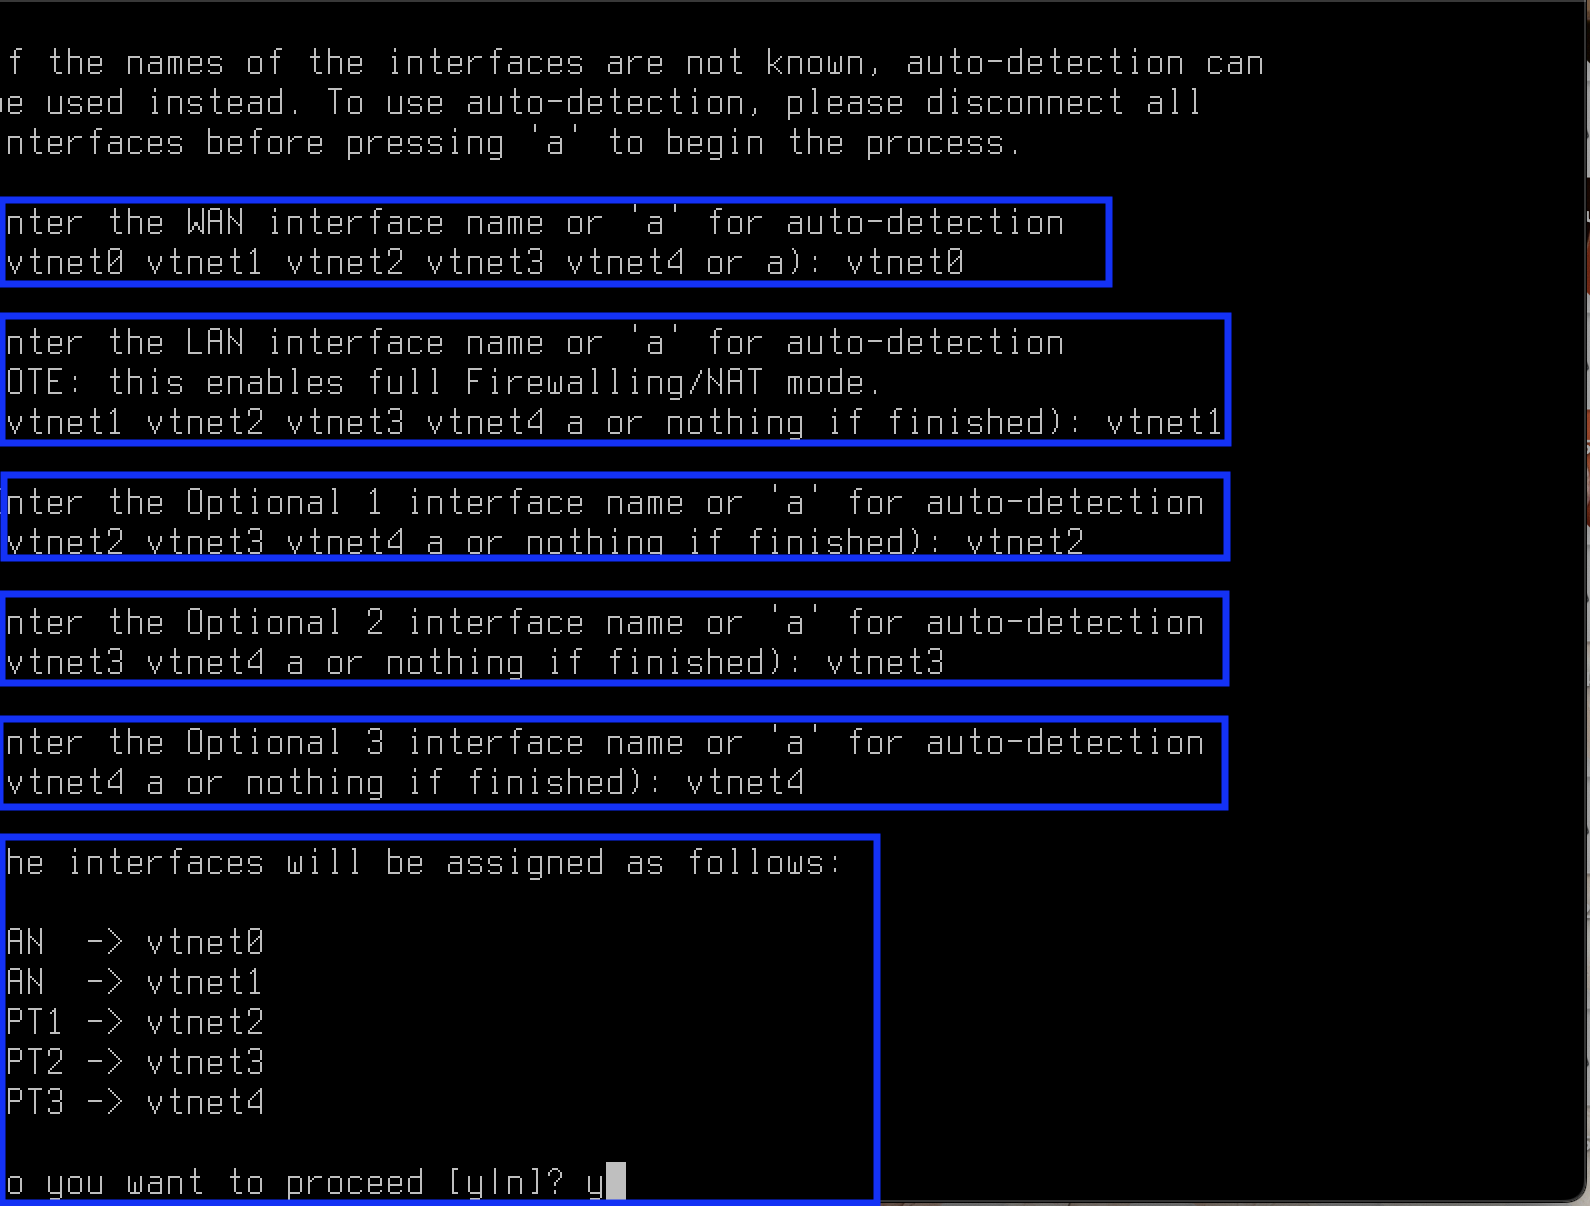 f the names of the interfaces are not known, auto-detection can
e used instead. To use auto-detection, please disconnect all
nterfaces before pressing 'a' to begin the process.
nter the WAN interface name or 'a' for auto-detection
vtnet0 vtnet1 vtnet2 vtnet3 vtnet4 or a): vtnet0
nter the LAN interface name or 'a' for auto-detection
OTE: this enables full Firewalling/NAT mode.
vtnet1 vtnet2 vtnet3 vtnet4 a or nothing if finished): vtnet1
nter the Optional 1 interface name or 'a' for auto-detection
vtnet2 vtnet3 vtnet4 a or nothing if finished): vtnet2
nter the Optional 2 interface name or 'a' for auto-detection
vtnet3 vtnet4 a or nothing if finished): vtnet3
nter the Optional 3 interface name or 'a' for auto-detection
vtnet4 a or nothing if finished): vtnet4
he interfaces will be assigned as follows:
AN  -> vtnet0
AN  -> vtnet1
PT1 -> vtnet2
PT2 -> vtnet3
PT3 -> vtnet4
o you want to proceed [y|n]? y